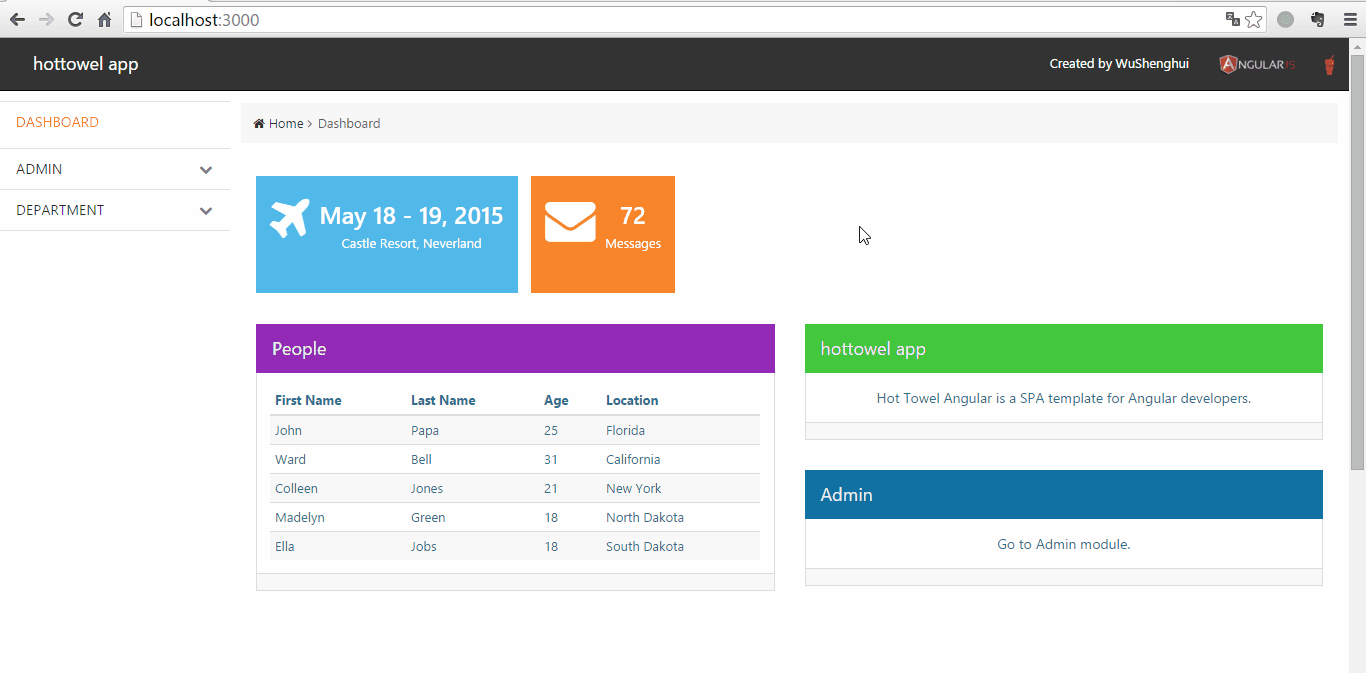 localhost:3000
hottowel app
Created by WuShenghui
ANGULARJS
DASHBOARD
Home > Dashboard
ADMIN
DEPARTMENT
May 18 - 19, 2015
Castle Resort, Neverland
72
Messages
People
First Name Last Name Age Location
John Papa 25 Florida
Ward Bell 31 California
Colleen Jones 21 New York
Madelyn Green 18 North Dakota
Ella Jobs 18 South Dakota
hottowel app
Hot Towel Angular is a SPA template for Angular developers.
Admin
Go to Admin module.